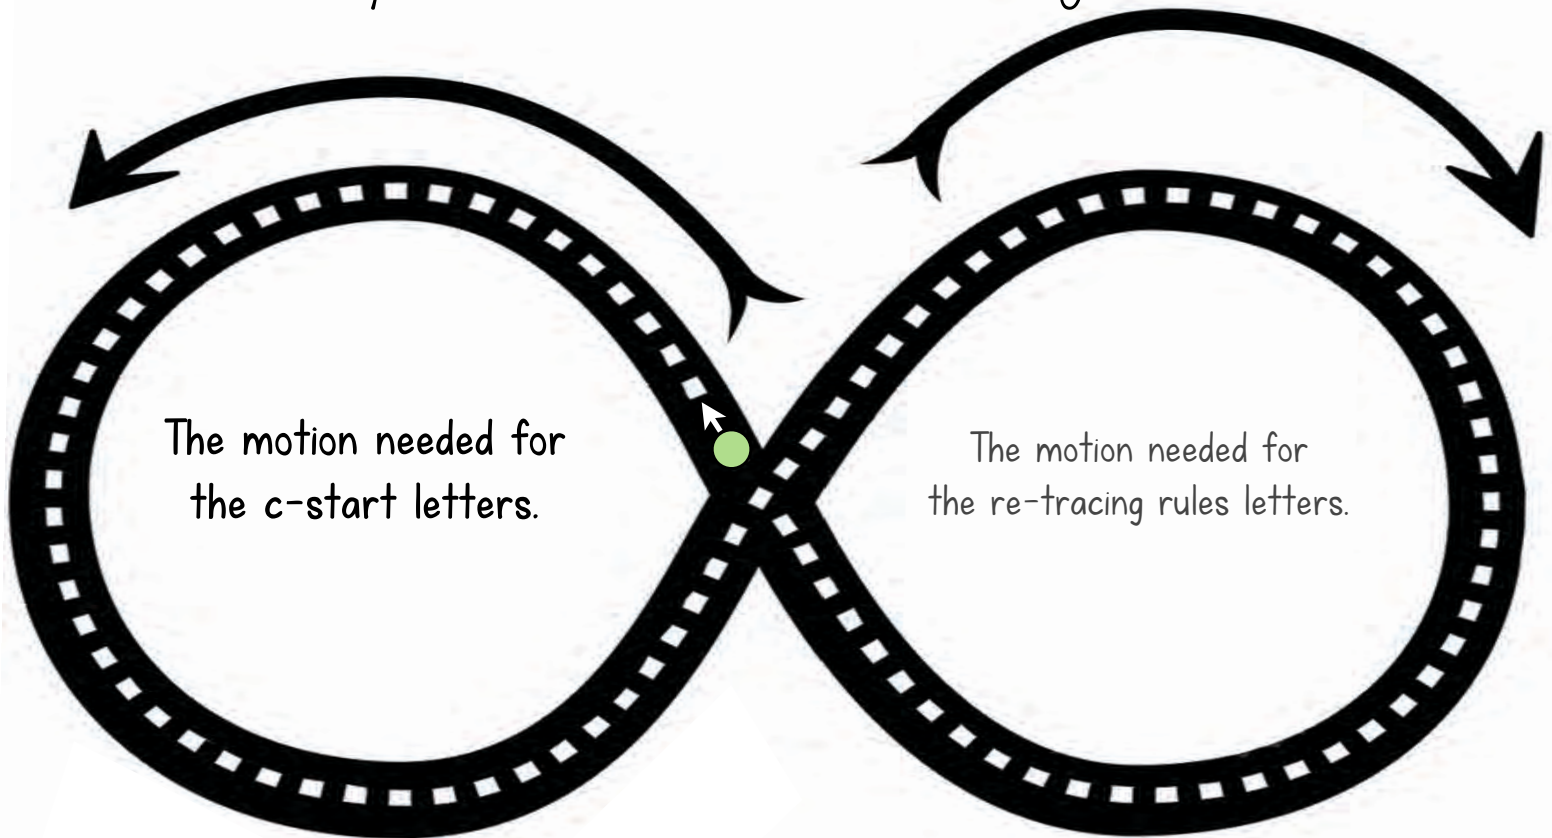 The motion needed for
the c-start letters.
The motion needed for
the re-tracing rules letters.